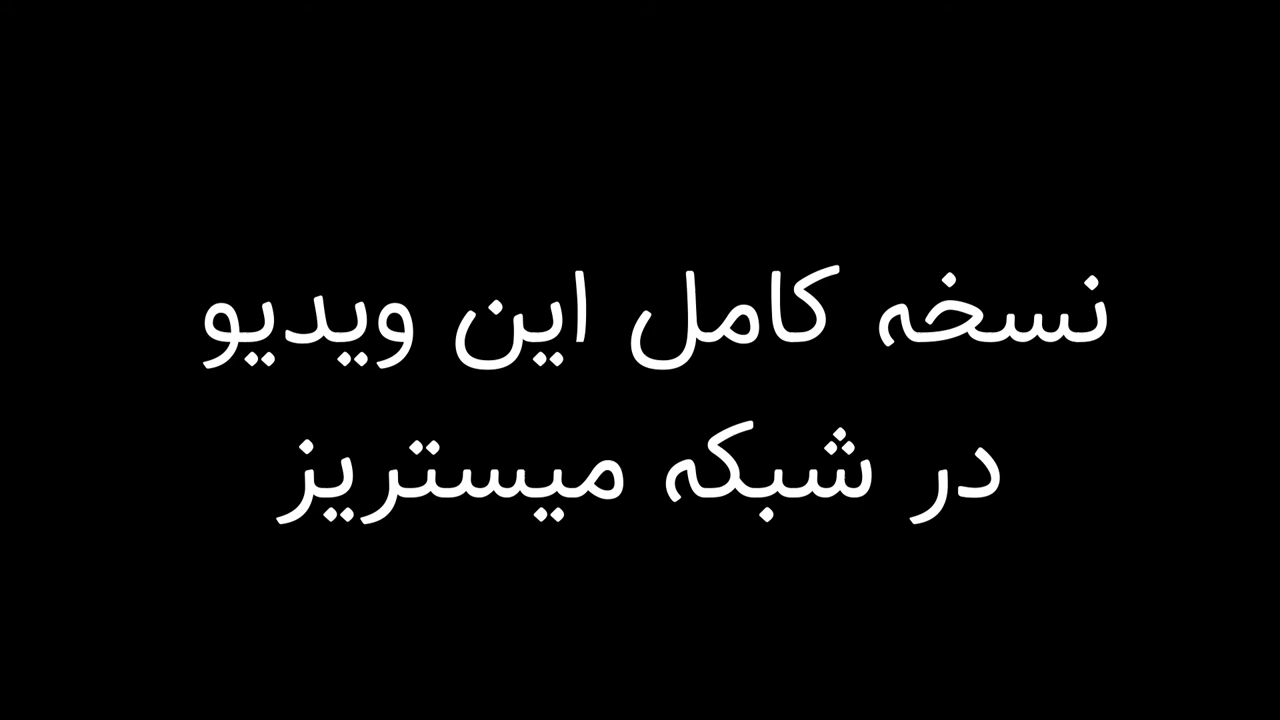 نسخه کامل این ویدیو
در شبکه میستریز